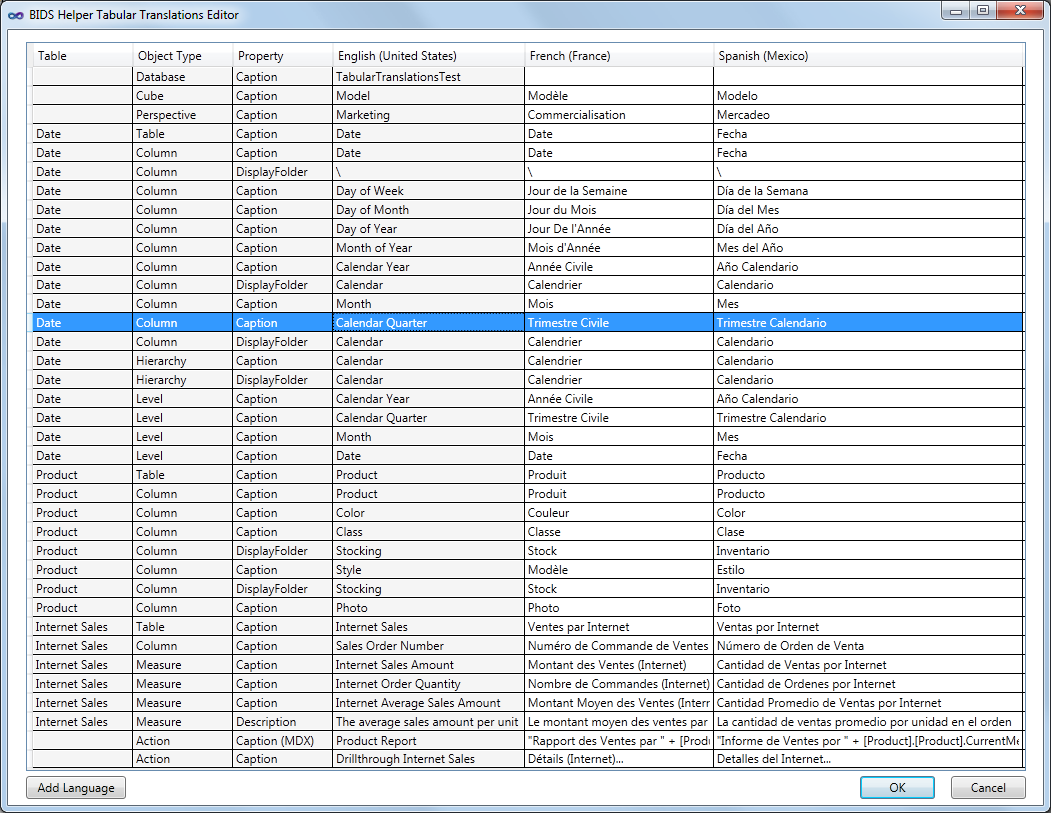 BIDS Helper Tabular Translations Editor
Table Object Type Property English (United States) French (France) Spanish (Mexico)
Database Caption TabularTranslationsTest
Cube Caption Model Modèle Modelo
Perspective Caption Marketing Commercialisation Mercadeo
Date Table Caption Date Date Fecha
Date Column Caption Date Date Fecha
Date Column DisplayFolder \ \ \
Date Column Caption Day of Week Jour de la Semaine Día de la Semana
Date Column Caption Day of Month Jour du Mois Día del Mes
Date Column Caption Day of Year Jour De l'Année Día del Año
Date Column Caption Month of Year Mois d'Année Mes del Año
Date Column Caption Calendar Year Année Civile Año Calendario
Date Column DisplayFolder Calendar Calendrier Calendario
Date Column Caption Month Mois Mes
Date Column Caption Calendar Quarter Trimestre Civile Trimestre Calendario
Date Column DisplayFolder Calendar Calendrier Calendario
Date Hierarchy Caption Calendar Calendrier Calendario
Date Hierarchy DisplayFolder Calendar Calendrier Calendario
Date Level Caption Calendar Year Année Civile Año Calendario
Date Level Caption Calendar Quarter Trimestre Civile Trimestre Calendario
Date Level Caption Month Mois Mes
Date Level Caption Date Date Fecha
Product Table Caption Product Produit Producto
Product Column Caption Product Produit Producto
Product Column Caption Color Couleur Color
Product Column Caption Class Classe Clase
Product Column DisplayFolder Stocking Stock Inventario
Product Column Caption Style Modèle Estilo
Product Column DisplayFolder Stocking Stock Inventario
Product Column Caption Photo Photo Foto
Internet Sales Table Caption Internet Sales Ventes par Internet Ventas por Internet
Internet Sales Column Caption Sales Order Number Numéro de Commande de Ventes Número de Orden de Venta
Internet Sales Measure Caption Internet Sales Amount Montant des Ventes (Internet) Cantidad de Ventas por Internet
Internet Sales Measure Caption Internet Order Quantity Nombre de Commandes (Internet) Cantidad de Ordenes por Internet
Internet Sales Measure Caption Internet Average Sales Amount Montant Moyen des Ventes (Interr Cantidad Promedio de Ventas por Internet
Internet Sales Measure Description The average sales amount per unit Le montant moyen des ventes par La cantidad de ventas promedio por unidad en el orden
Action Caption (MDX) Product Report "Rapport des Ventes par " + [Prod "Informe de Ventes por " + [Product].[Product].CurrentMe
Action Caption Drillthrough Internet Sales Détails (Internet)... Detalles del Internet...
Add Language OK Cancel